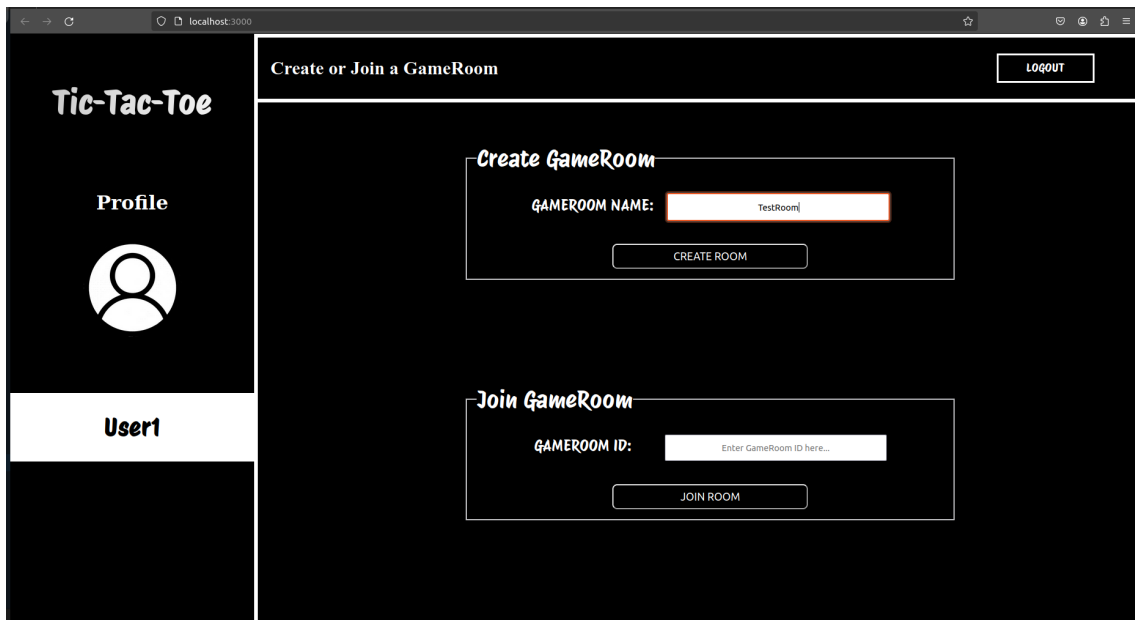 localhost:3000
Tic-Tac-Toe
Profile
User1
Create or Join a GameRoom
LOGOUT
Create GameRoom
GAMEROOM NAME:
TestRoom
CREATE ROOM
Join GameRoom
GAMEROOM ID:
Enter GameRoom ID here...
JOIN ROOM